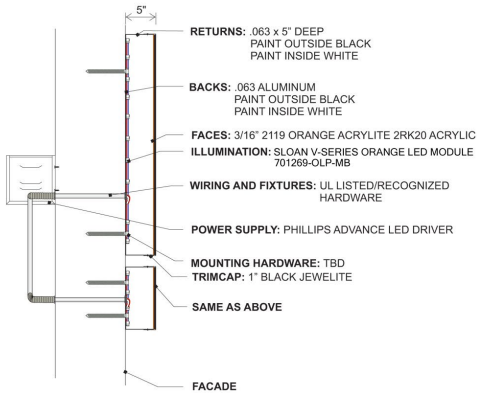 5"
RETURNS: .063 x 5" DEEP
PAINT OUTSIDE BLACK
PAINT INSIDE WHITE
BACKS: .063 ALUMINUM
PAINT OUTSIDE BLACK
PAINT INSIDE WHITE
FACES: 3/16" 2119 ORANGE ACRYLITE 2RK20 ACRYLIC
ILLUMINATION: SLOAN V-SERIES ORANGE LED MODULE
701269-OLP-MB
WIRING AND FIXTURES: UL LISTED/RECOGNIZED
HARDWARE
POWER SUPPLY: PHILLIPS ADVANCE LED DRIVER
MOUNTING HARDWARE: TBD
TRIMCAP: 1" BLACK JEWELITE
SAME AS ABOVE
FACADE